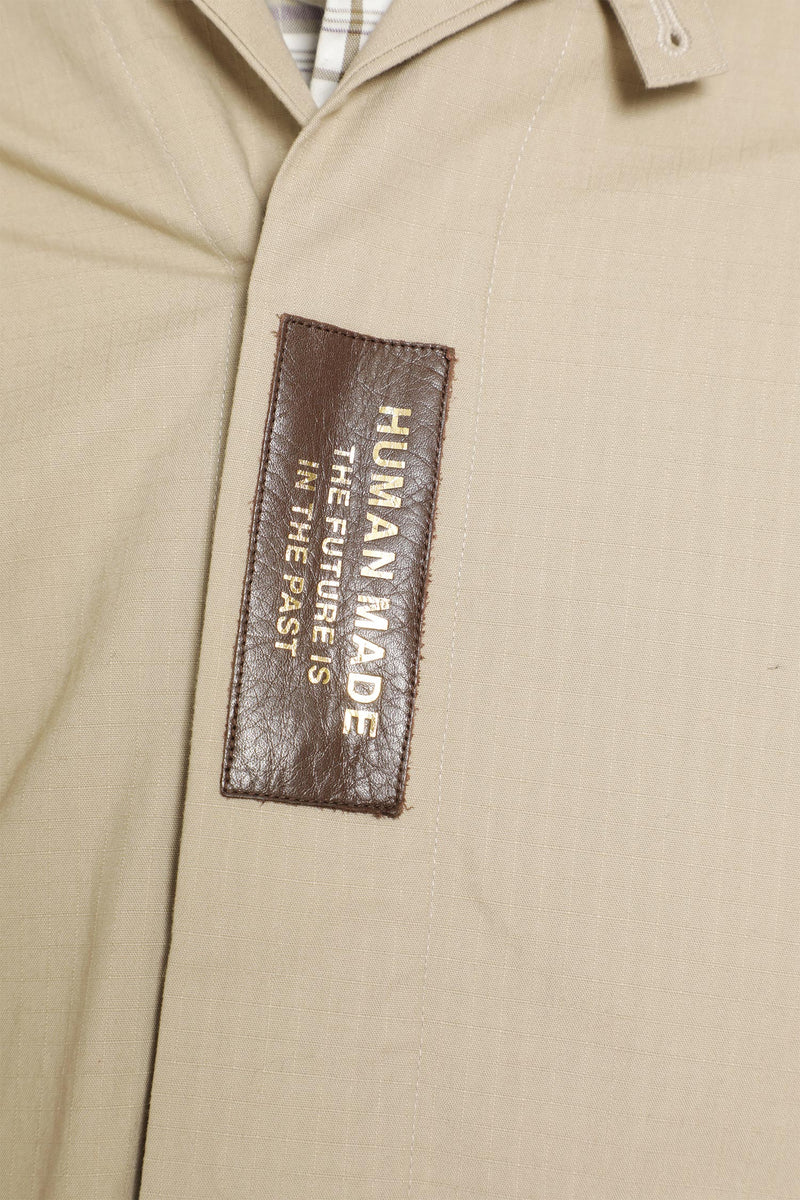 HUMAN MADE
THE FUTURE IS
IN THE PAST